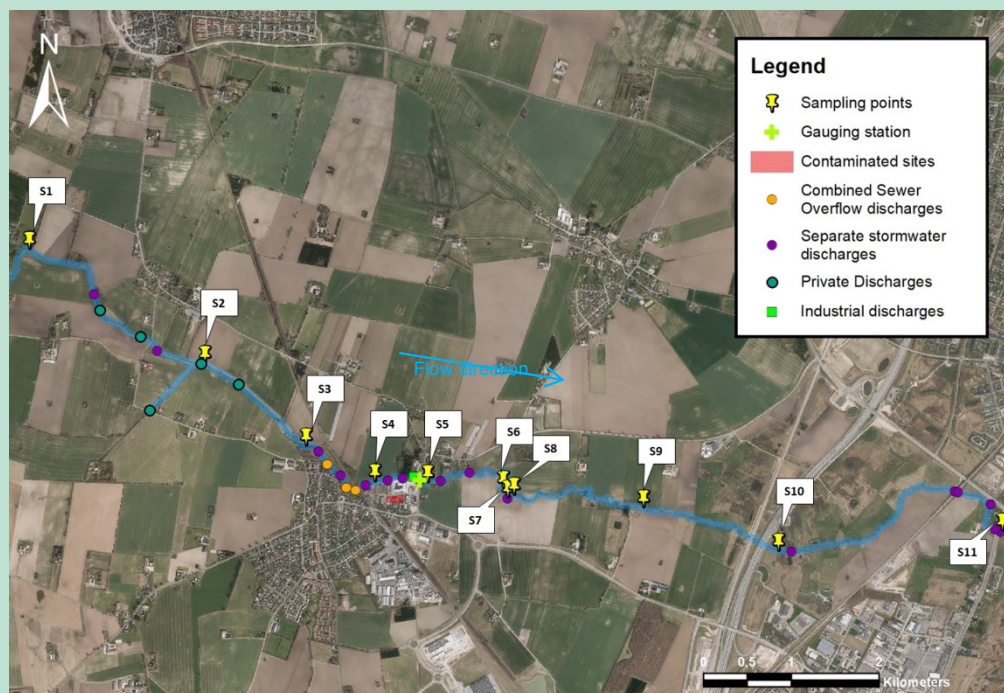 N
Legend
Sampling points
Gauging station
Contaminated sites
Combined Sewer
Overflow discharges
Separate stormwater
discharges
Private Discharges
Industrial discharges
S1
S2
Flow direction
S3
S4
S5
S6
S8
S9
S7
S10
S11
0 0,5 1 2
Kilometers